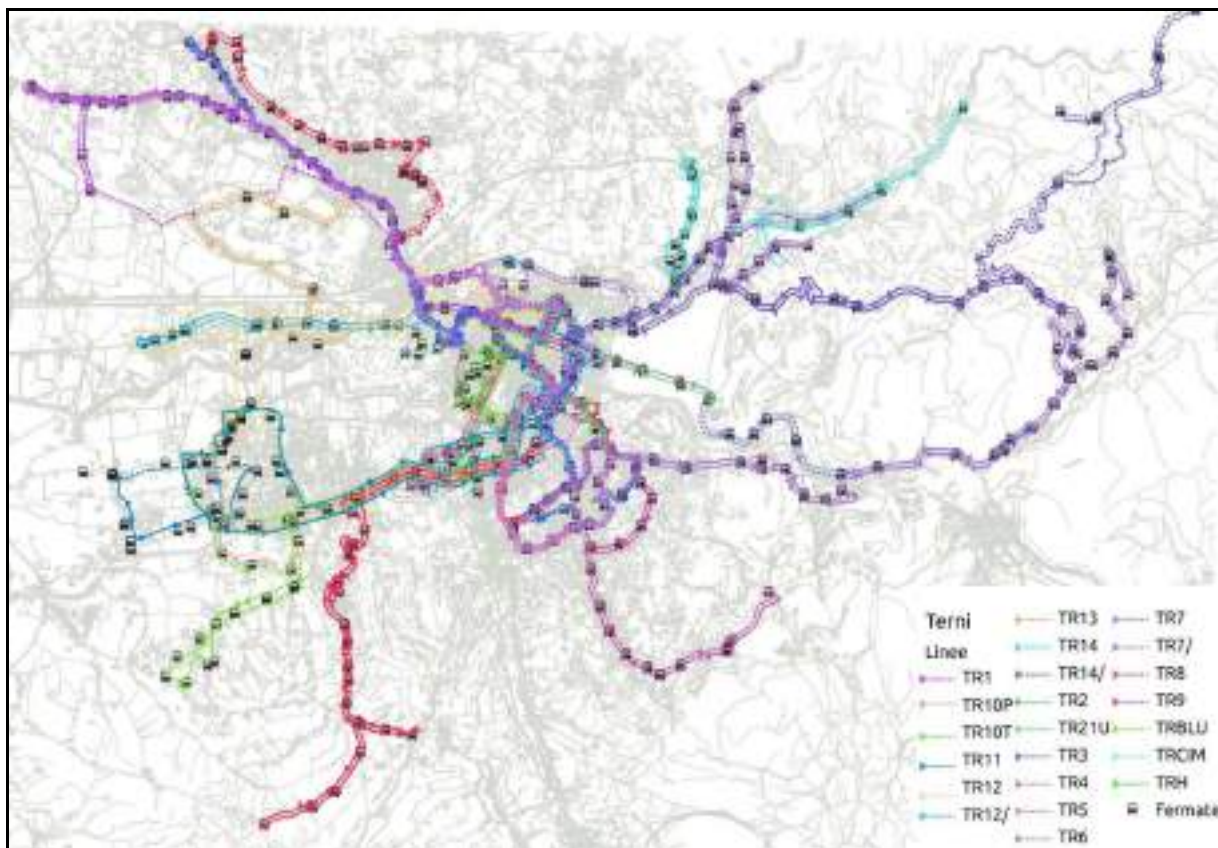 Terni
Linee
TR1
TR10P
TR10T
TR11
TR12
TR12/
TR13
TR14
TR14/
TR2
TR21U
TR3
TR4
TR5
TR6
TR7
TR7/
TR8
TR9
TRBLU
TRCIM
TRH
Fermate